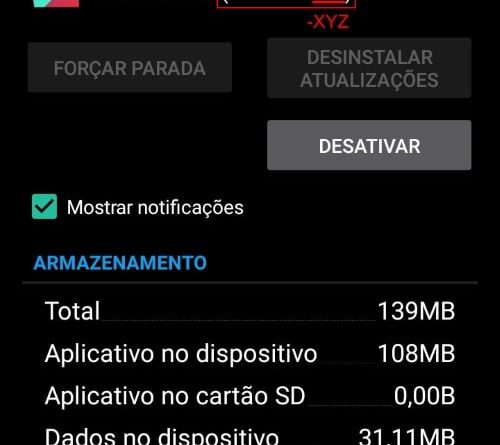 -XYZ
FORÇAR PARADA
DESINSTALAR
ATUALIZAÇÕES
DESATIVAR
Mostrar notificações
ARMAZENAMENTO
Total 139MB
Aplicativo no dispositivo 108MB
Aplicativo no cartão SD 0,00B
Dados no dispositivo 31,11MB